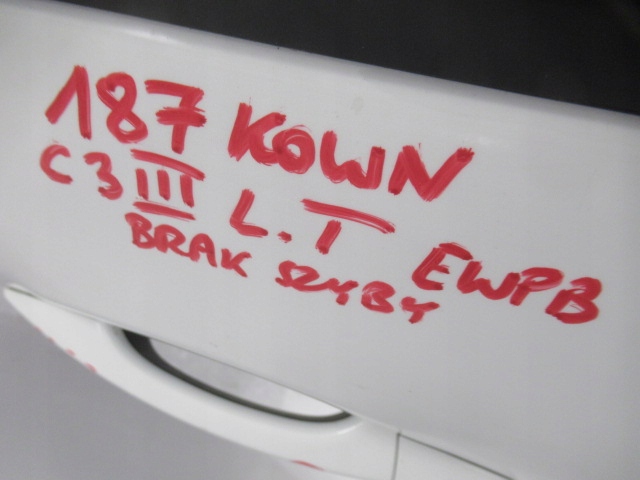 187 KOWN
C3 III L.T EWPB
BRAK SZYBY